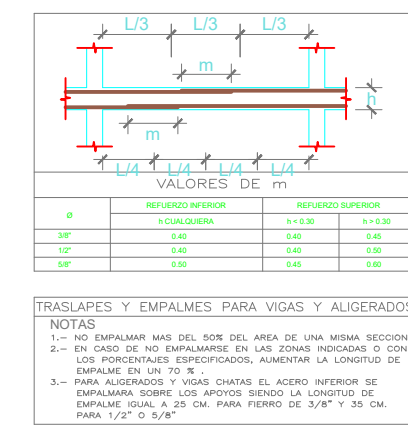 L/3 L/3 L/3
m
h
m
L/4 L/4 L/4 L/4
VALORES DE m
Ø REFUERZO INFERIOR REFUERZO SUPERIOR
h CUALQUIERA h < 0.30 h > 0.30
3/8" 0.40 0.40 0.45
1/2" 0.40 0.40 0.50
5/8" 0.50 0.45 0.60
TRASLAPES Y EMPALMES PARA VIGAS Y ALIGERADOS
NOTAS
1.- NO EMPALMAR MAS DEL 50% DEL AREA DE UNA MISMA SECCION
2.- EN CASO DE NO EMPALMARSE EN LAS ZONAS INDICADAS O CON
LOS PORCENTAJES ESPECIFICADOS, AUMENTAR LA LONGITUD DE
EMPALME EN UN 70 % .
3.- PARA ALIGERADOS Y VIGAS CHATAS EL ACERO INFERIOR SE
EMPALMARA SOBRE LOS APOYOS SIENDO LA LONGITUD DE
EMPALME IGUAL A 25 CM. PARA FIERRO DE 3/8" Y 35 CM.
PARA 1/2" O 5/8"